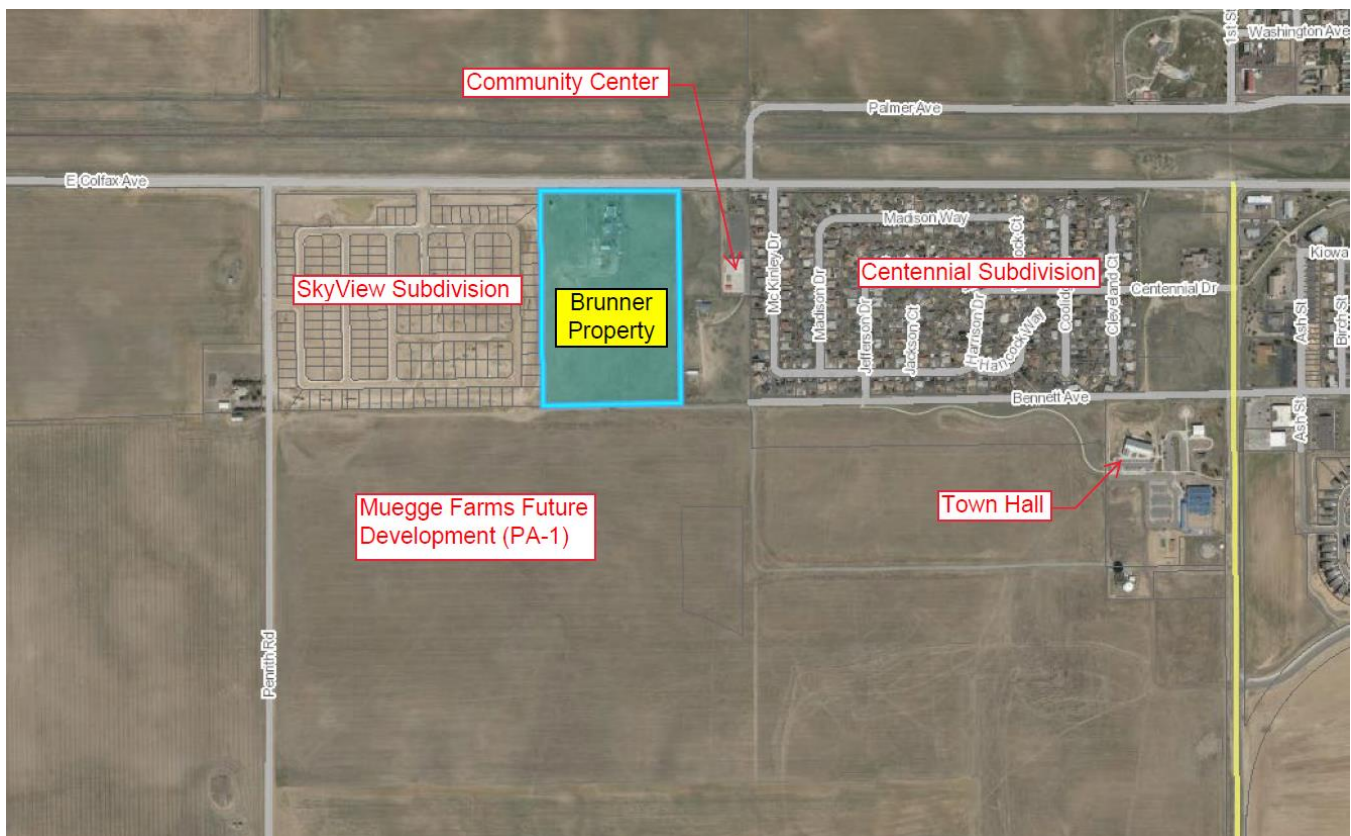 1st St
Washington Ave
Community Center
Palmer Ave
E Colfax Ave
Madison Way
Kiowa
SkyView Subdivision
Centennial Subdivision
Centennial Dr
Brunner
Property
McKinley Dr
Madison Dr
Jefferson Dr
Jackson Ct
Harrison Dr
Hancock Way
Cleveland Ct
Ash St
Birch St
Bennett Ave
Ash St
Muegge Farms Future
Development (PA-1)
Town Hall
Penrith Rd